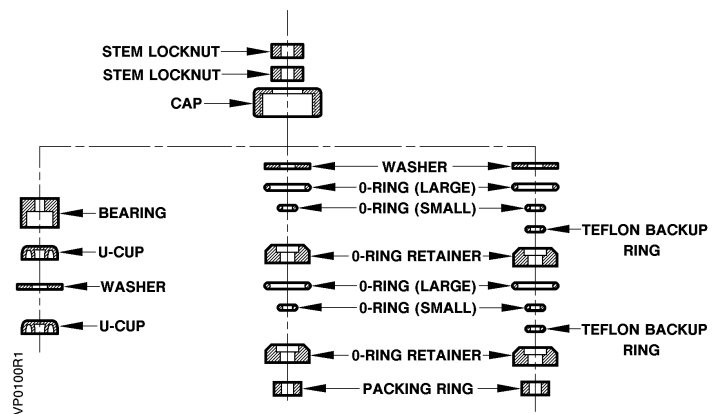 STEM LOCKNUT
STEM LOCKNUT
CAP
WASHER
0-RING (LARGE)
0-RING (SMALL)
TEFLON BACKUP
RING
0-RING RETAINER
0-RING (LARGE)
0-RING (SMALL)
TEFLON BACKUP
RING
0-RING RETAINER
PACKING RING
BEARING
U-CUP
WASHER
U-CUP
VP0100R1